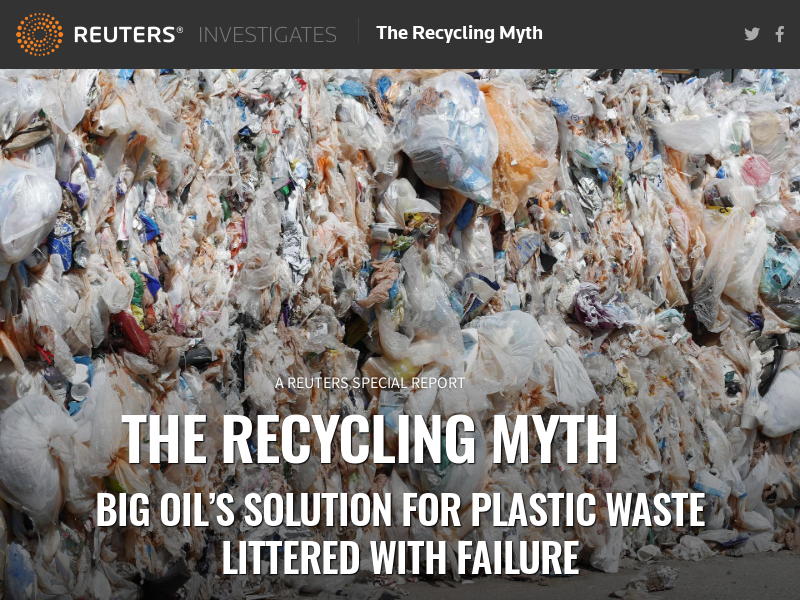 REUTERS® INVESTIGATES The Recycling Myth
A REUTERS SPECIAL REPORT
THE RECYCLING MYTH
BIG OIL’S SOLUTION FOR PLASTIC WASTE
LITTERED WITH FAILURE